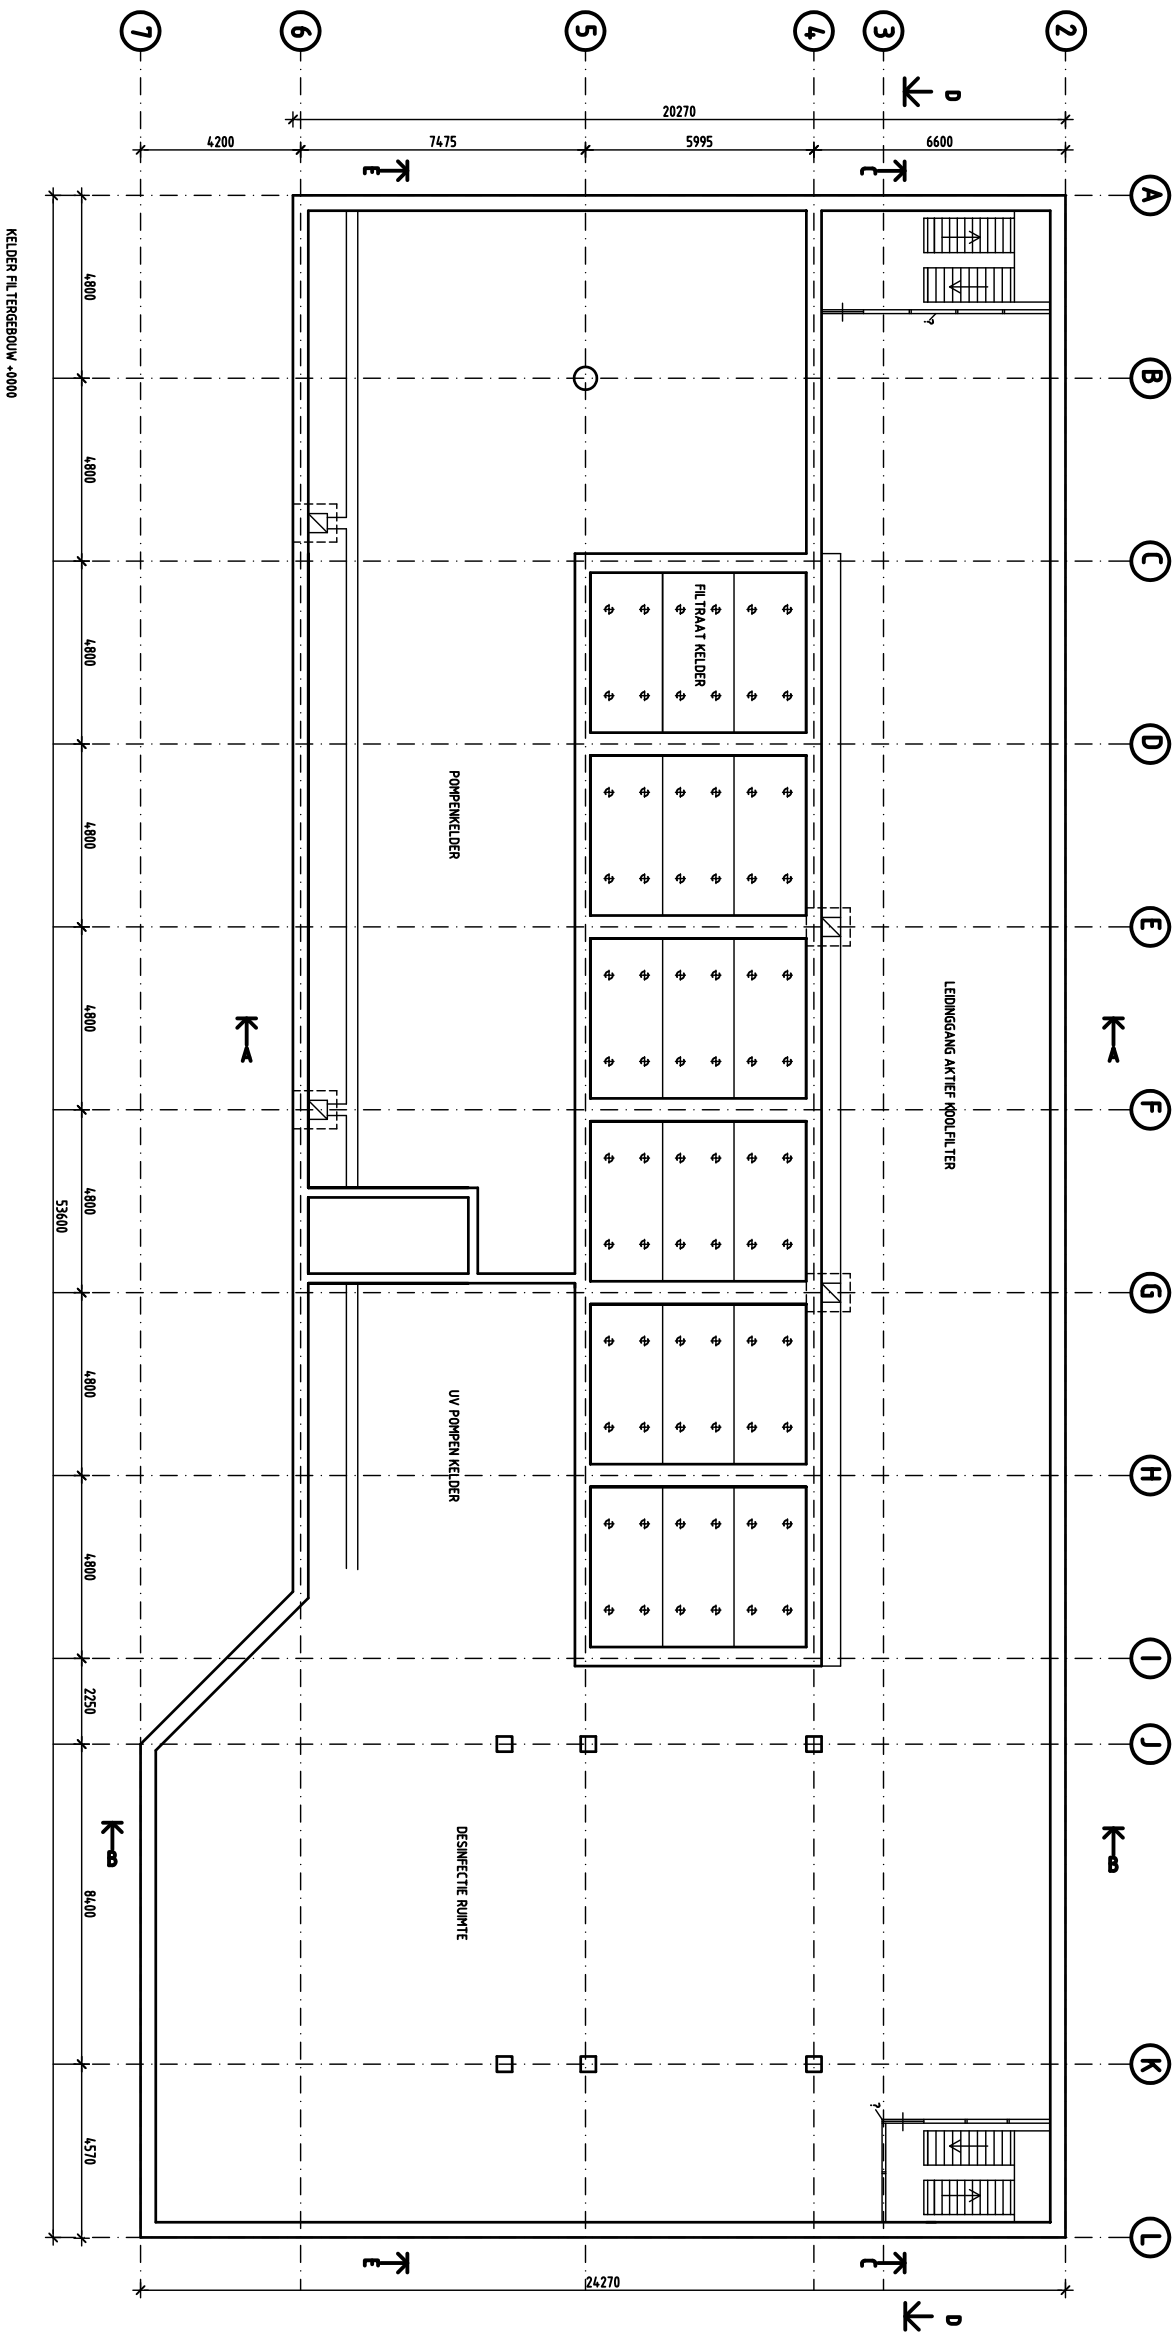 7
6
5
4
3
2
D
20270
4200
7475
5995
6600
E
C
A
4800
KELDER FILTERGEBOUW +0000
?
B
4800
C
FILTRAAT KELDER
4800
D
POMPENKELDER
4800
E
LEIDINGGANG AKTIEF KOOLFILTER
4800
A
A
F
4800
53600
G
UV POMPEN KELDER
4800
H
4800
I
2250
J
B
B
DESINFECTIE RUIMTE
8400
K
?
4570
L
E
C
24270
D